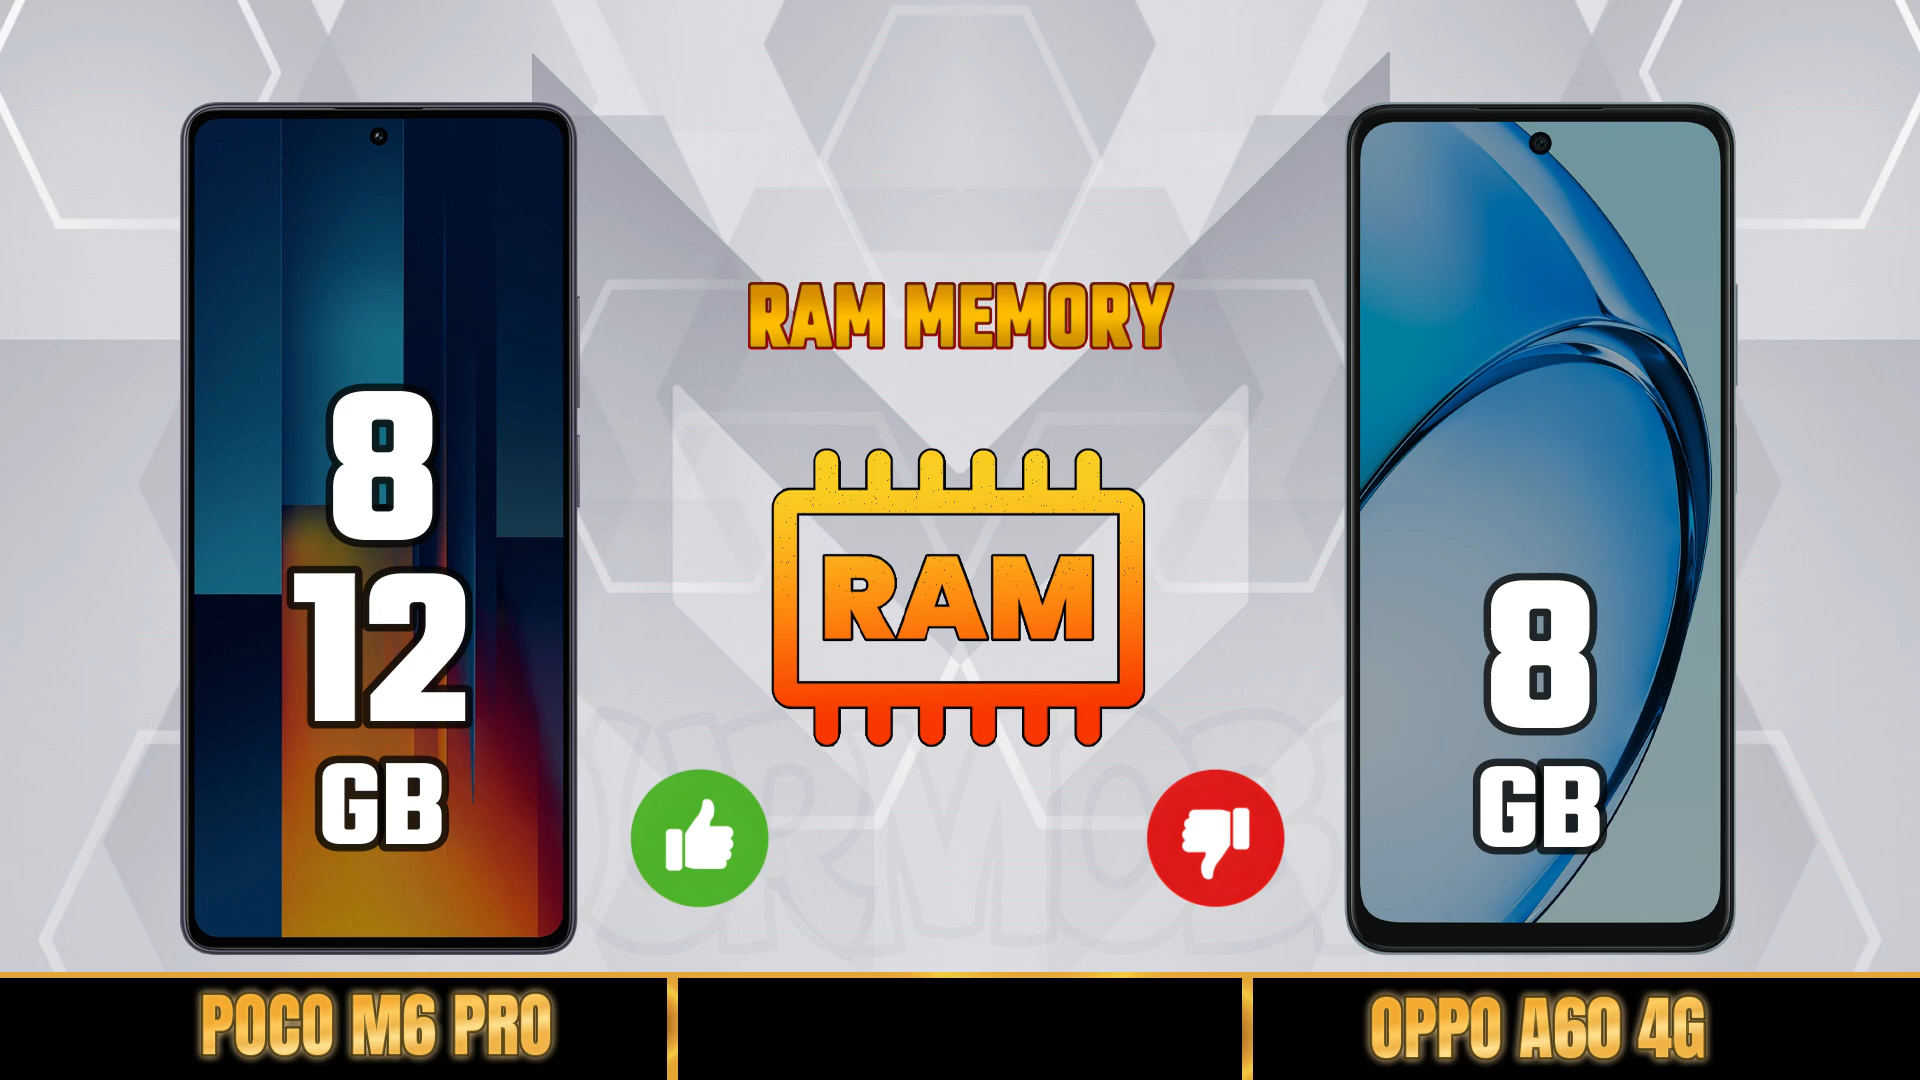 RAM MEMORY
8
12
GB
RAM
8
GB
POCO M6 PRO
OPPO A60 4G